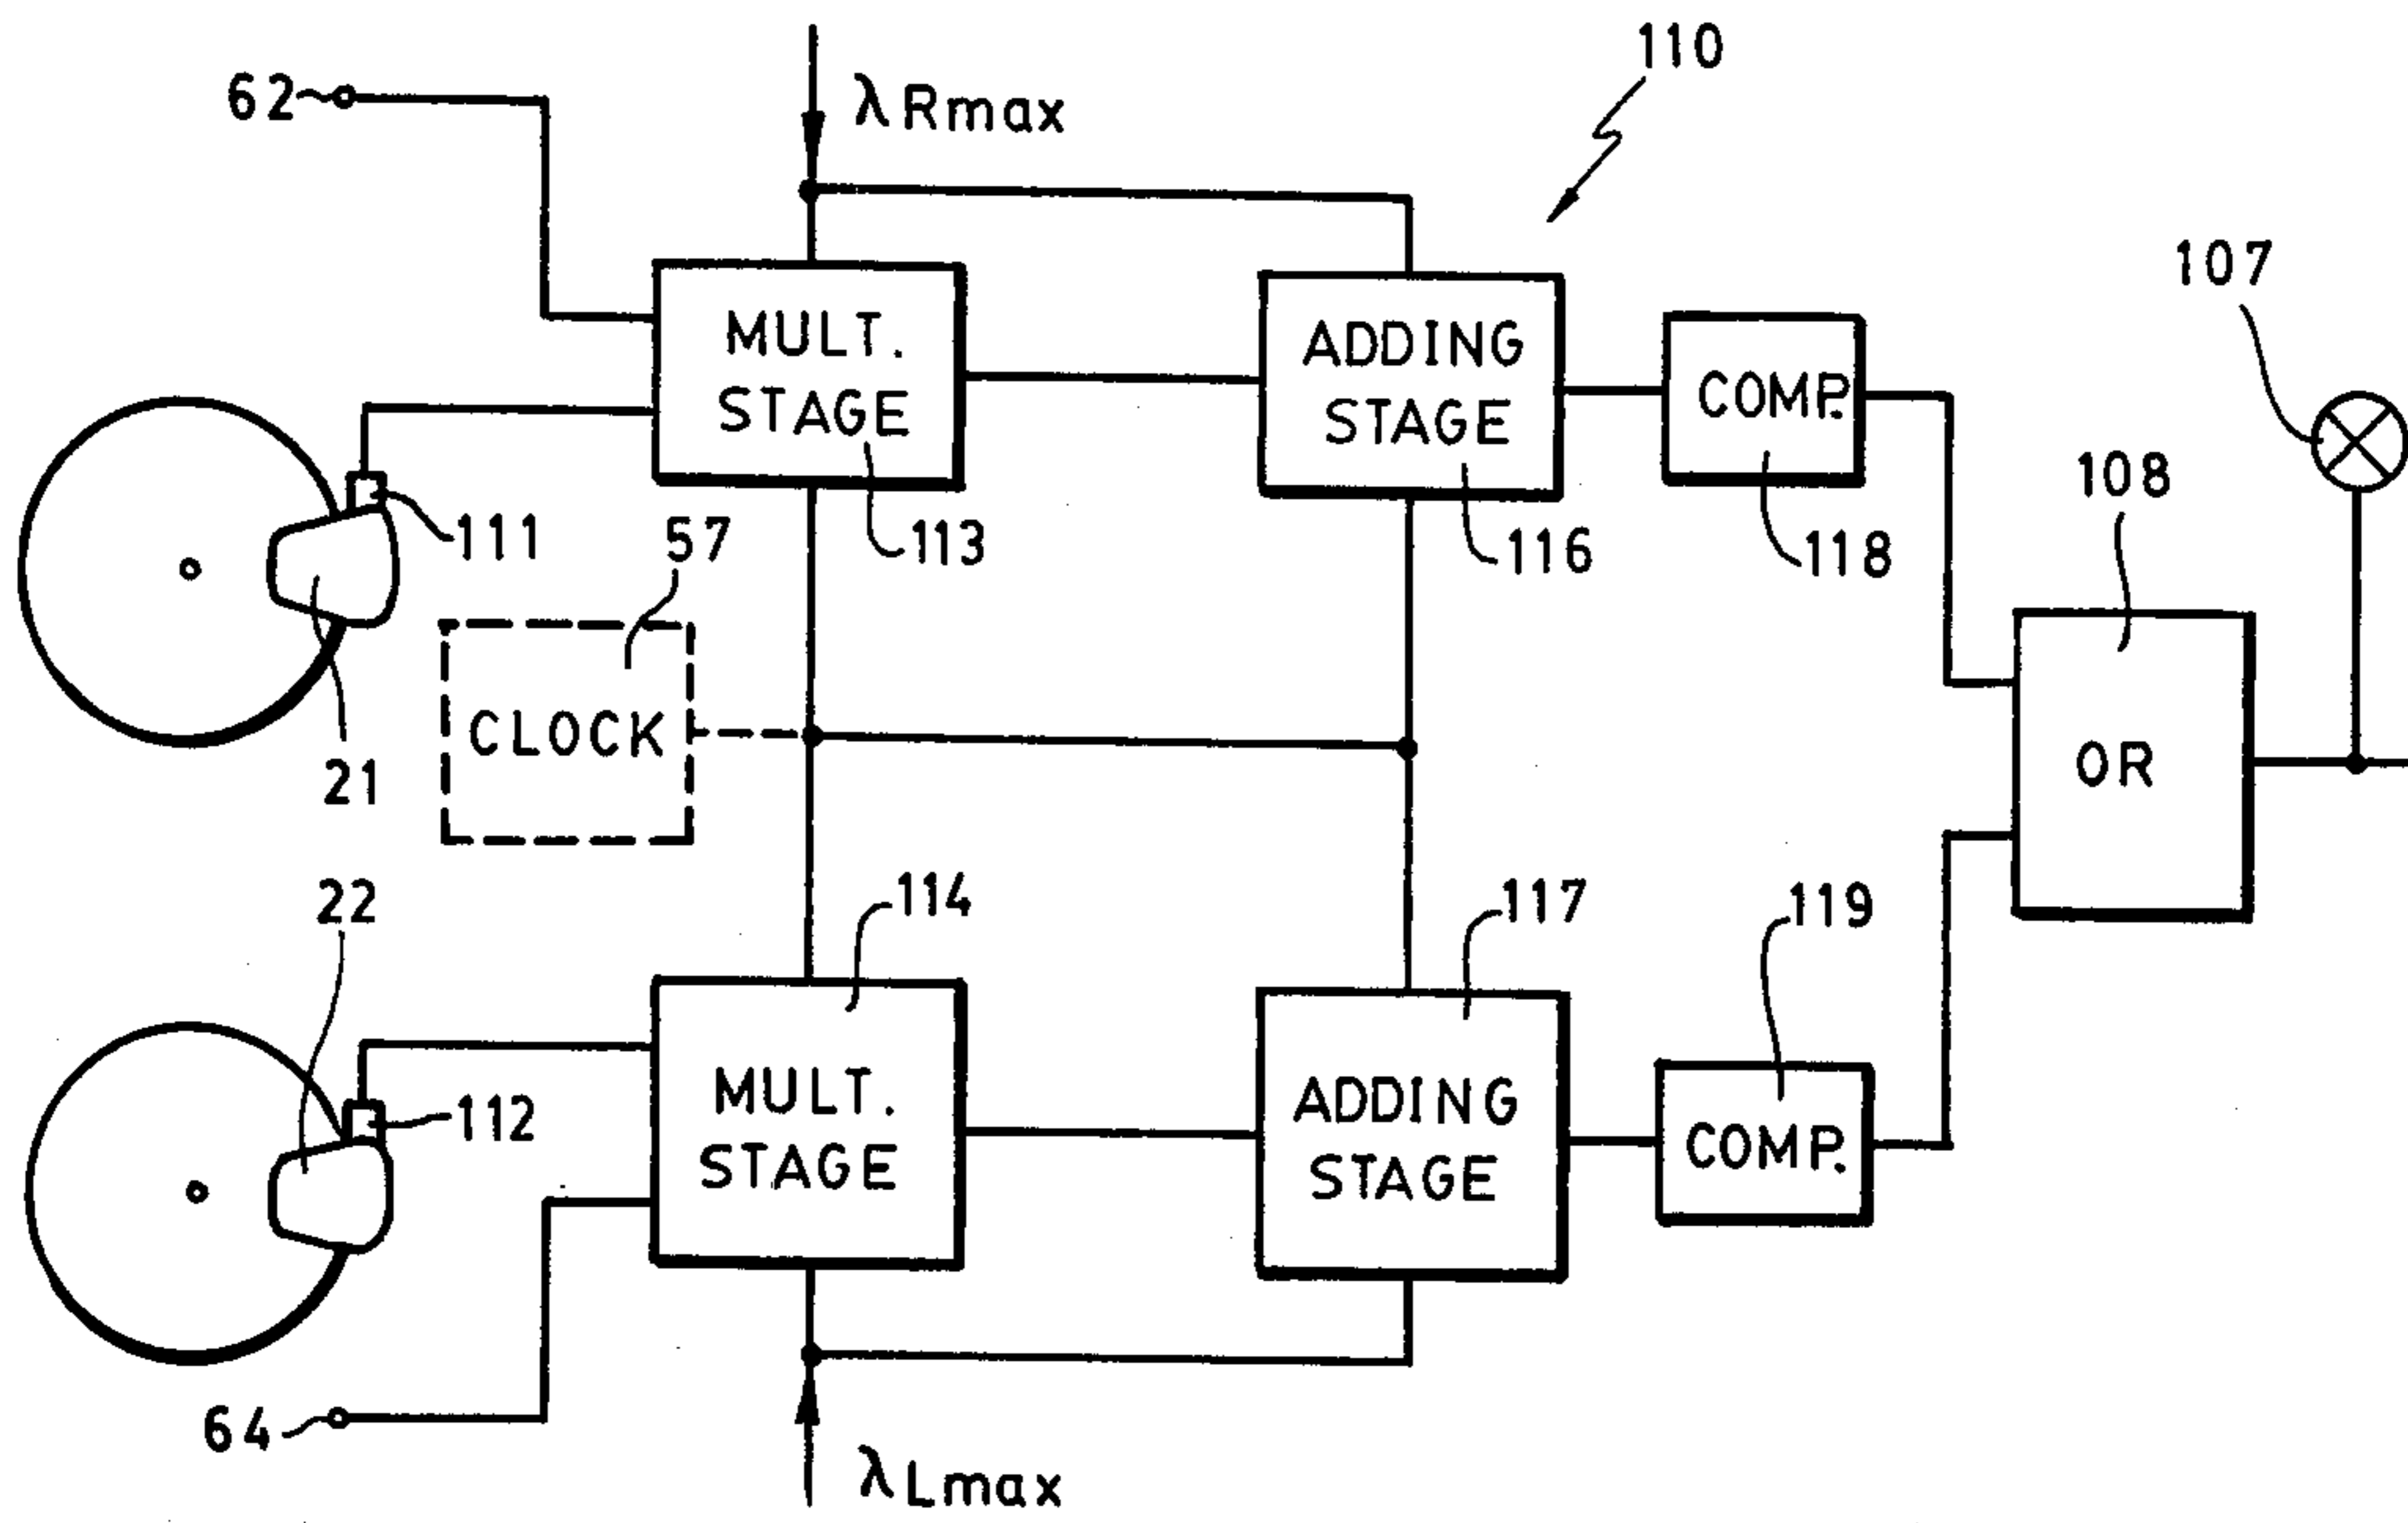 110
62
λRmax
107
MULT.
STAGE
ADDING
STAGE
COMP.
108
111
57
113
116
118
CLOCK
21
OR
22
114
117
119
MULT.
STAGE
112
ADDING
STAGE
COMP.
64
λLmax